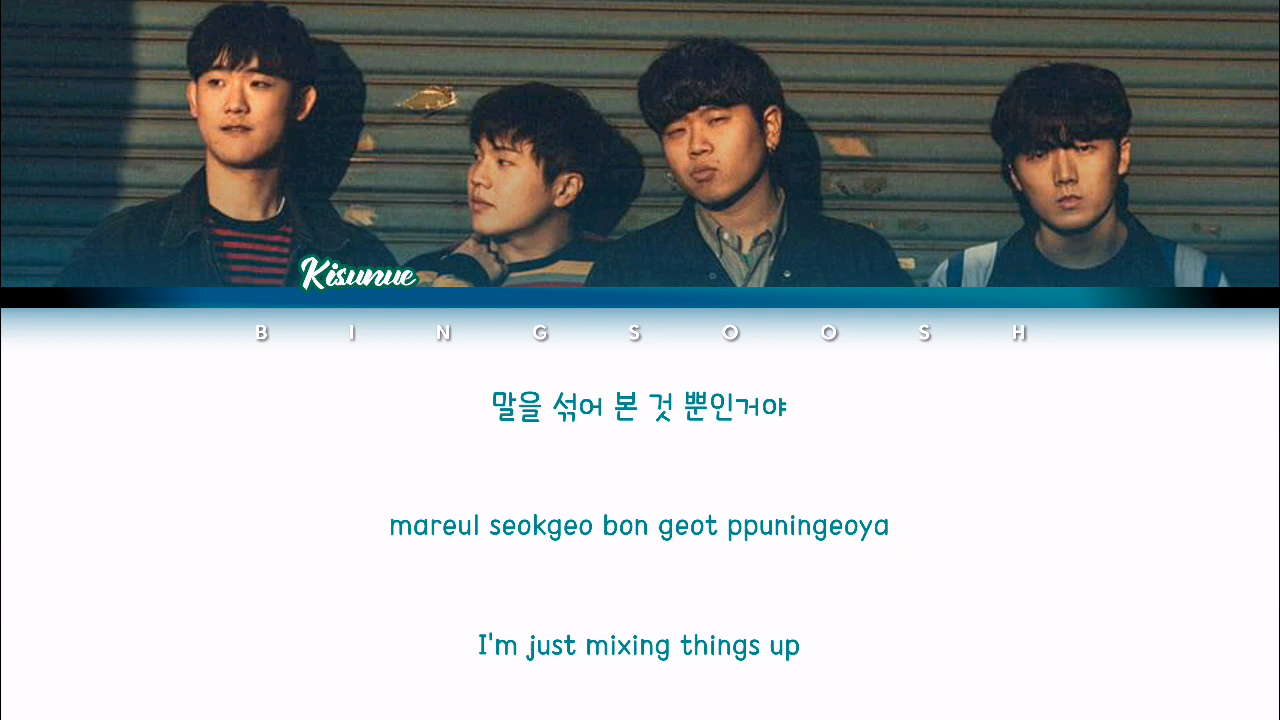 Kisunue
BINGSOOSH
말을 섞어 본 것 뿐인거야
mareul seokgeo bon geot ppuningeoya
I'm just mixing things up